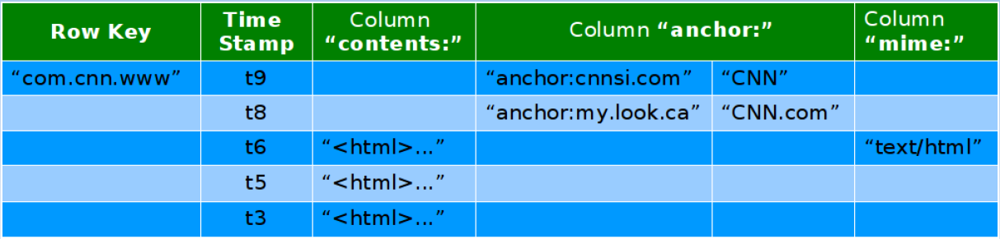 Row Key Time Stamp Column “contents:” Column “anchor:” Column “mime:”
“com.cnn.www” t9 “anchor:cnnsi.com” “CNN”
t8 “anchor:my.look.ca” “CNN.com”
t6 “<html>...” “text/html”
t5 “<html>...”
t3 “<html>...”